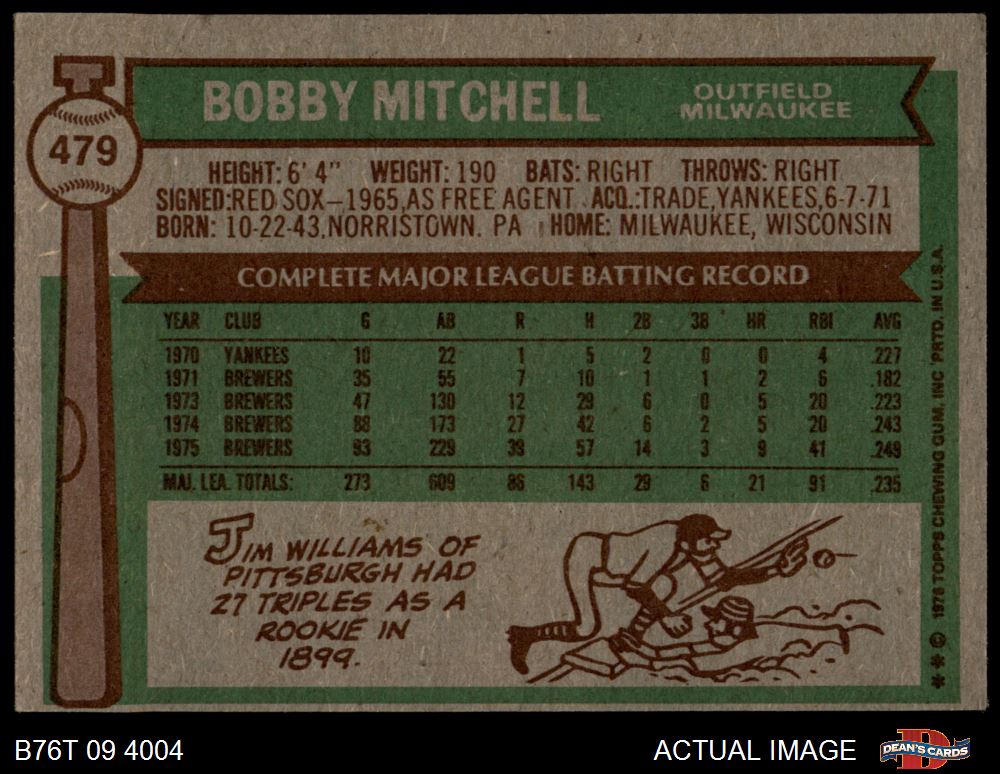 479
BOBBY MITCHELL
OUTFIELD
MILWAUKEE
HEIGHT: 6' 4" WEIGHT: 190 BATS: RIGHT THROWS: RIGHT
SIGNED: RED SOX–1965, AS FREE AGENT ACQ.: TRADE, YANKEES, 6-7-71
BORN: 10-22-43, NORRISTOWN. PA HOME: MILWAUKEE, WISCONSIN
COMPLETE MAJOR LEAGUE BATTING RECORD
YEAR CLUB G AB R H 2B 3B HR RBI AVG
1970 YANKEES 10 22 1 5 2 0 0 4 .227
1971 BREWERS 35 55 7 10 1 1 2 6 .182
1973 BREWERS 47 130 12 29 6 0 5 20 .223
1974 BREWERS 88 173 27 42 6 2 5 20 .243
1975 BREWERS 93 229 39 57 14 3 9 41 .249
MAJ. LEA. TOTALS: 273 609 86 143 29 6 21 91 .235
JIM WILLIAMS OF
PITTSBURGH HAD
27 TRIPLES AS A
ROOKIE IN
1899.
** © 1976 TOPPS CHEWING GUM, INC PRTD. IN U.S.A.
B76T 09 4004
ACTUAL IMAGE
DEAN'S CARDS